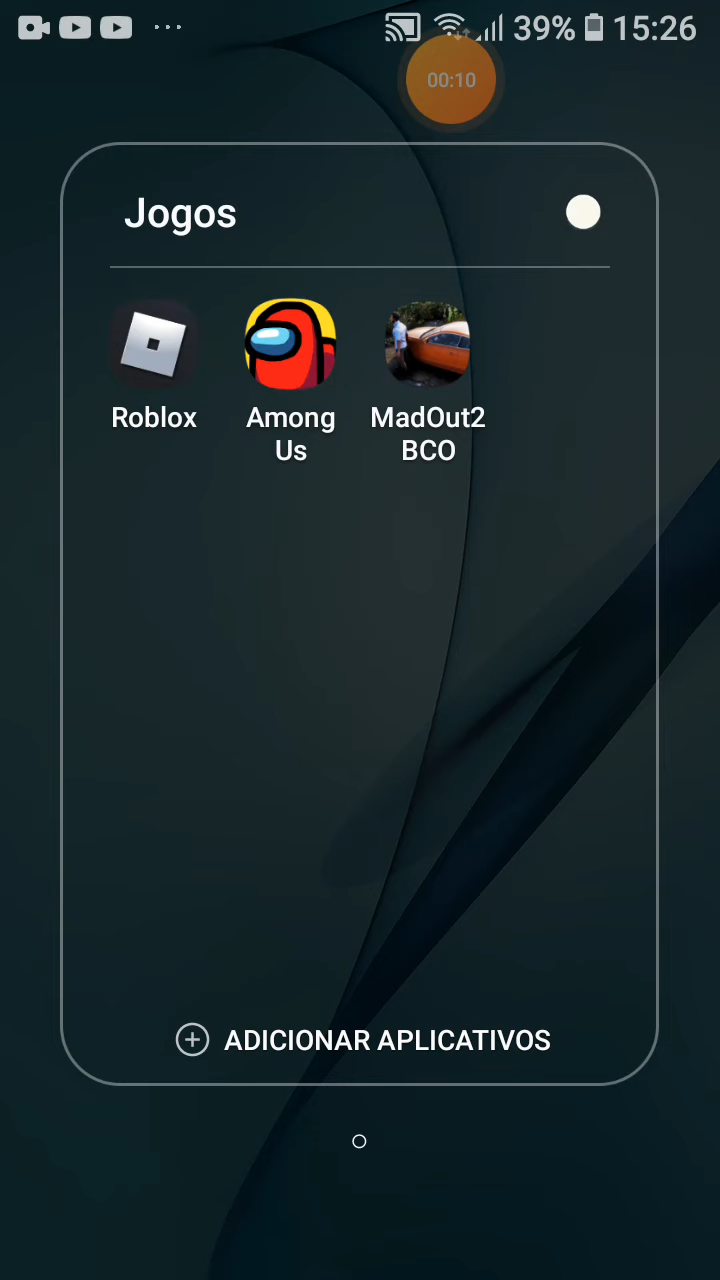 39% 15:26
00:10
Jogos
Roblox
Among
Us
MadOut2
BCO
ADICIONAR APLICATIVOS